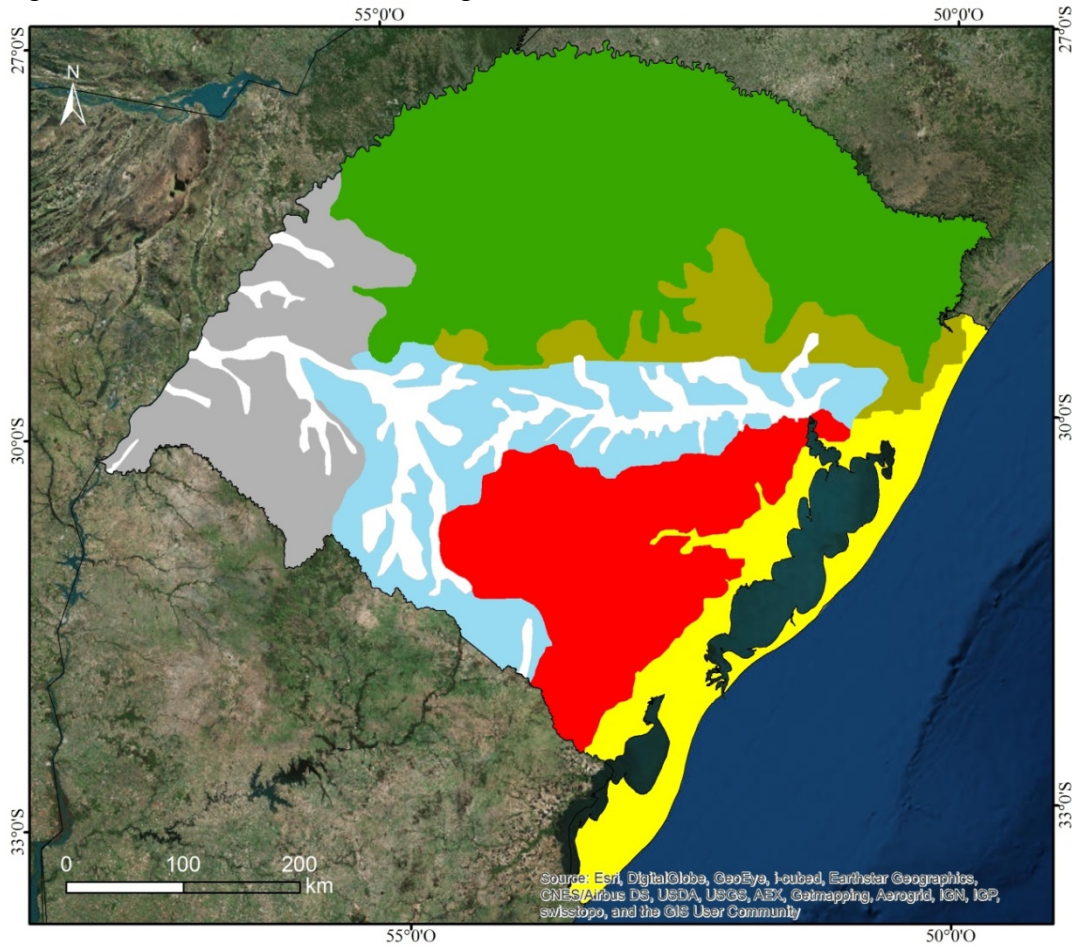 55°0'O 50°0'O
27°0'S 27°0'S
N
30°0'S 30°0'S
33°0'S 33°0'S
0 100 200
km
Source: Esri, DigitalGlobe, GeoEye, i-cubed, Earthstar Geographics,
CNES/Airbus DS, USDA, USGS, AEX, Getmapping, Aerogrid, IGN, IGP,
swisstopo, and the GIS User Community
55°0'O 50°0'O